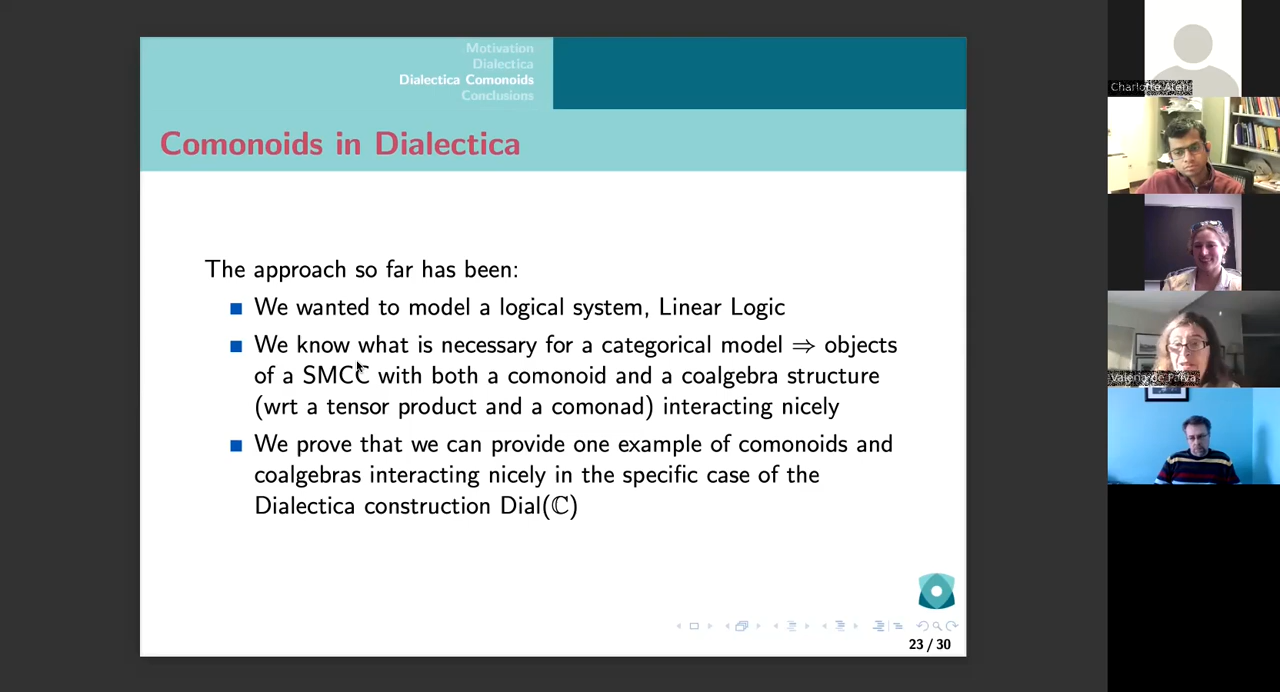 Motivation
Dialectica
Dialectica Comonoids
Conclusions
Comonoids in Dialectica
The approach so far has been:
We wanted to model a logical system, Linear Logic
We know what is necessary for a categorical model ⇒ objects
of a SMCC with both a comonoid and a coalgebra structure
(wrt a tensor product and a comonad) interacting nicely
We prove that we can provide one example of comonoids and
coalgebras interacting nicely in the specific case of the
Dialectica construction Dial(ℂ)
23 / 30
Charlotte Aten
Valeria de Paiva